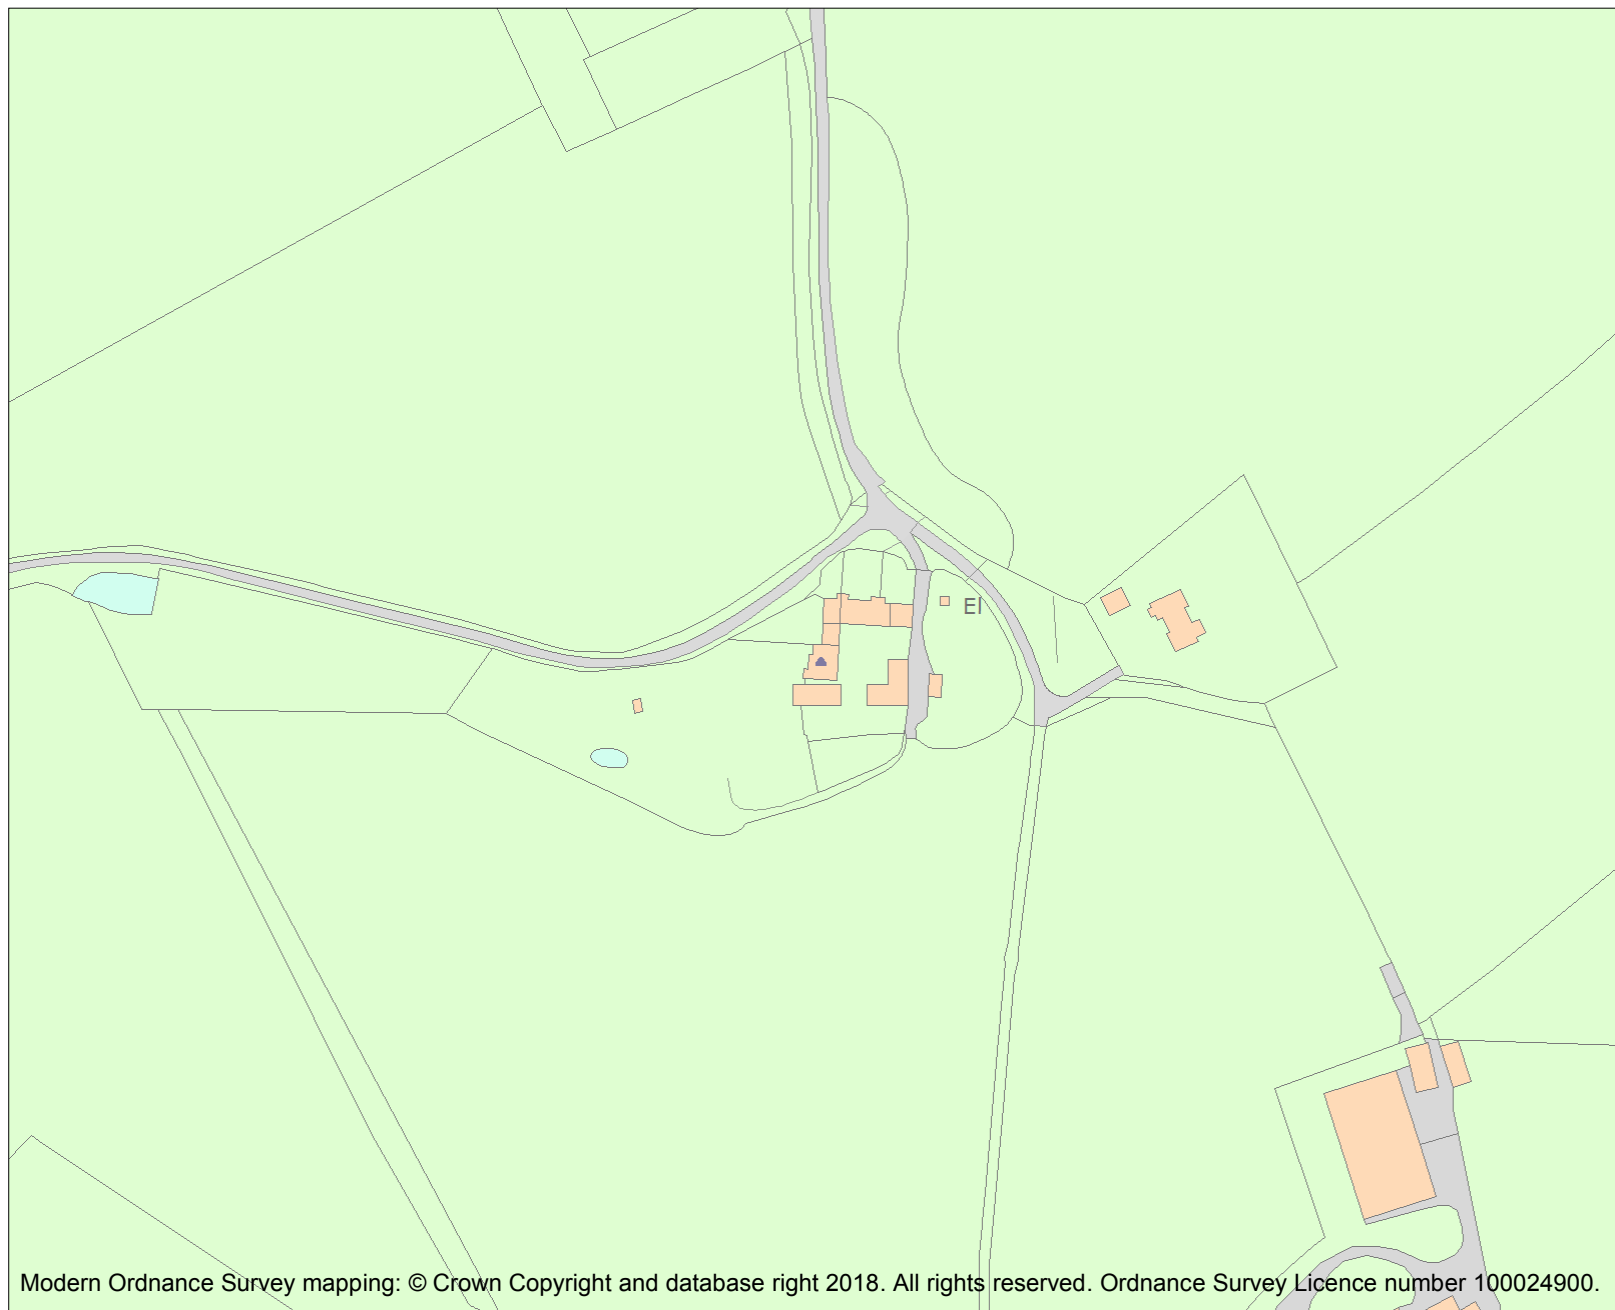 El
Modern Ordnance Survey mapping: © Crown Copyright and database right 2018. All rights reserved. Ordnance Survey Licence number 100024900.